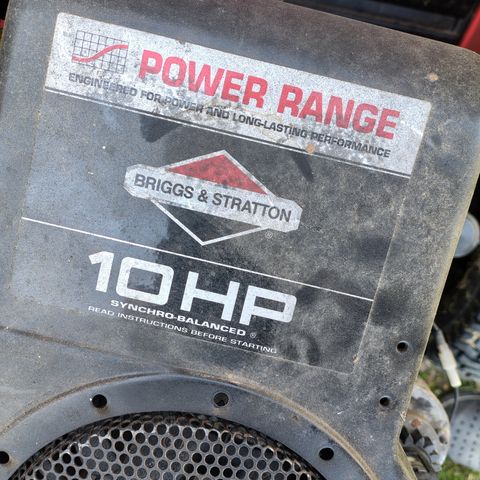 POWER RANGE
ENGINEERED FOR POWER AND LONG-LASTING PERFORMANCE
BRIGGS & STRATTON
®
10 HP
SYNCHRO-BALANCED ®
READ INSTRUCTIONS BEFORE STARTING